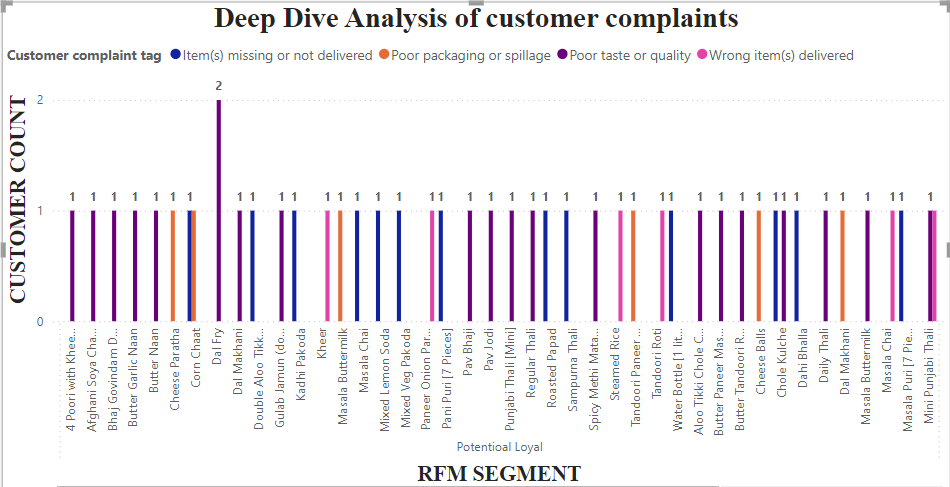 Deep Dive Analysis of customer complaints
Customer complaint tag Item(s) missing or not delivered Poor packaging or spillage Poor taste or quality Wrong item(s) delivered
CUSTOMER COUNT
2
1
0
2
1 1 1 1 1 1 1 1 1 1 1 1 1 1 1 1 1 1 1 1 1 1 1 1 1 1 1 1 1 1 1 1 1 1 1 1 1 1 1 1 1
4 Poori with Khee...
Afghani Soya Cha...
Bhaj Govindam D...
Butter Garlic Naan
Butter Naan
Cheese Paratha
Corn Chaat
Dal Fry
Dal Makhani
Double Aloo Tikk...
Gulab Jamun (do...
Kadhi Pakoda
Kheer
Masala Buttermilk
Masala Chai
Mixed Lemon Soda
Mixed Veg Pakoda
Paneer Onion Par...
Pani Puri [7 Pieces]
Pav Bhaji
Pav Jodi
Punjabi Thali [Mini]
Regular Thali
Roasted Papad
Sampurna Thali
Spicy Methi Mata...
Steamed Rice
Tandoori Paneer ...
Tandoori Roti
Water Bottle [1 lit...
Aloo Tikki Chole C...
Butter Paneer Mas...
Butter Tandoori R...
Cheese Balls
Chole Kulche
Dahi Bhalla
Daily Thali
Dal Makhani
Masala Buttermilk
Masala Chai
Masala Puri [7 Pie...
Mini Punjabi Thali
Potentioal Loyal
RFM SEGMENT